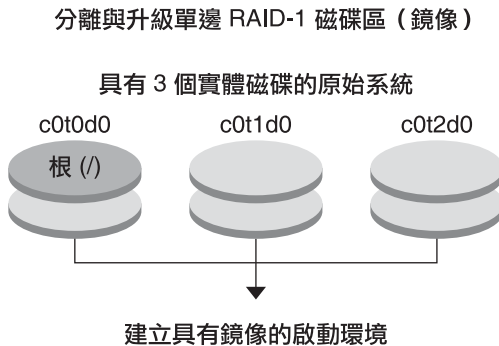 分離與升級單邊 RAID-1 磁碟區（鏡像）
具有 3 個實體磁碟的原始系統
c0t0d0
c0t1d0
c0t2d0
根 (/)
建立具有鏡像的啟動環境